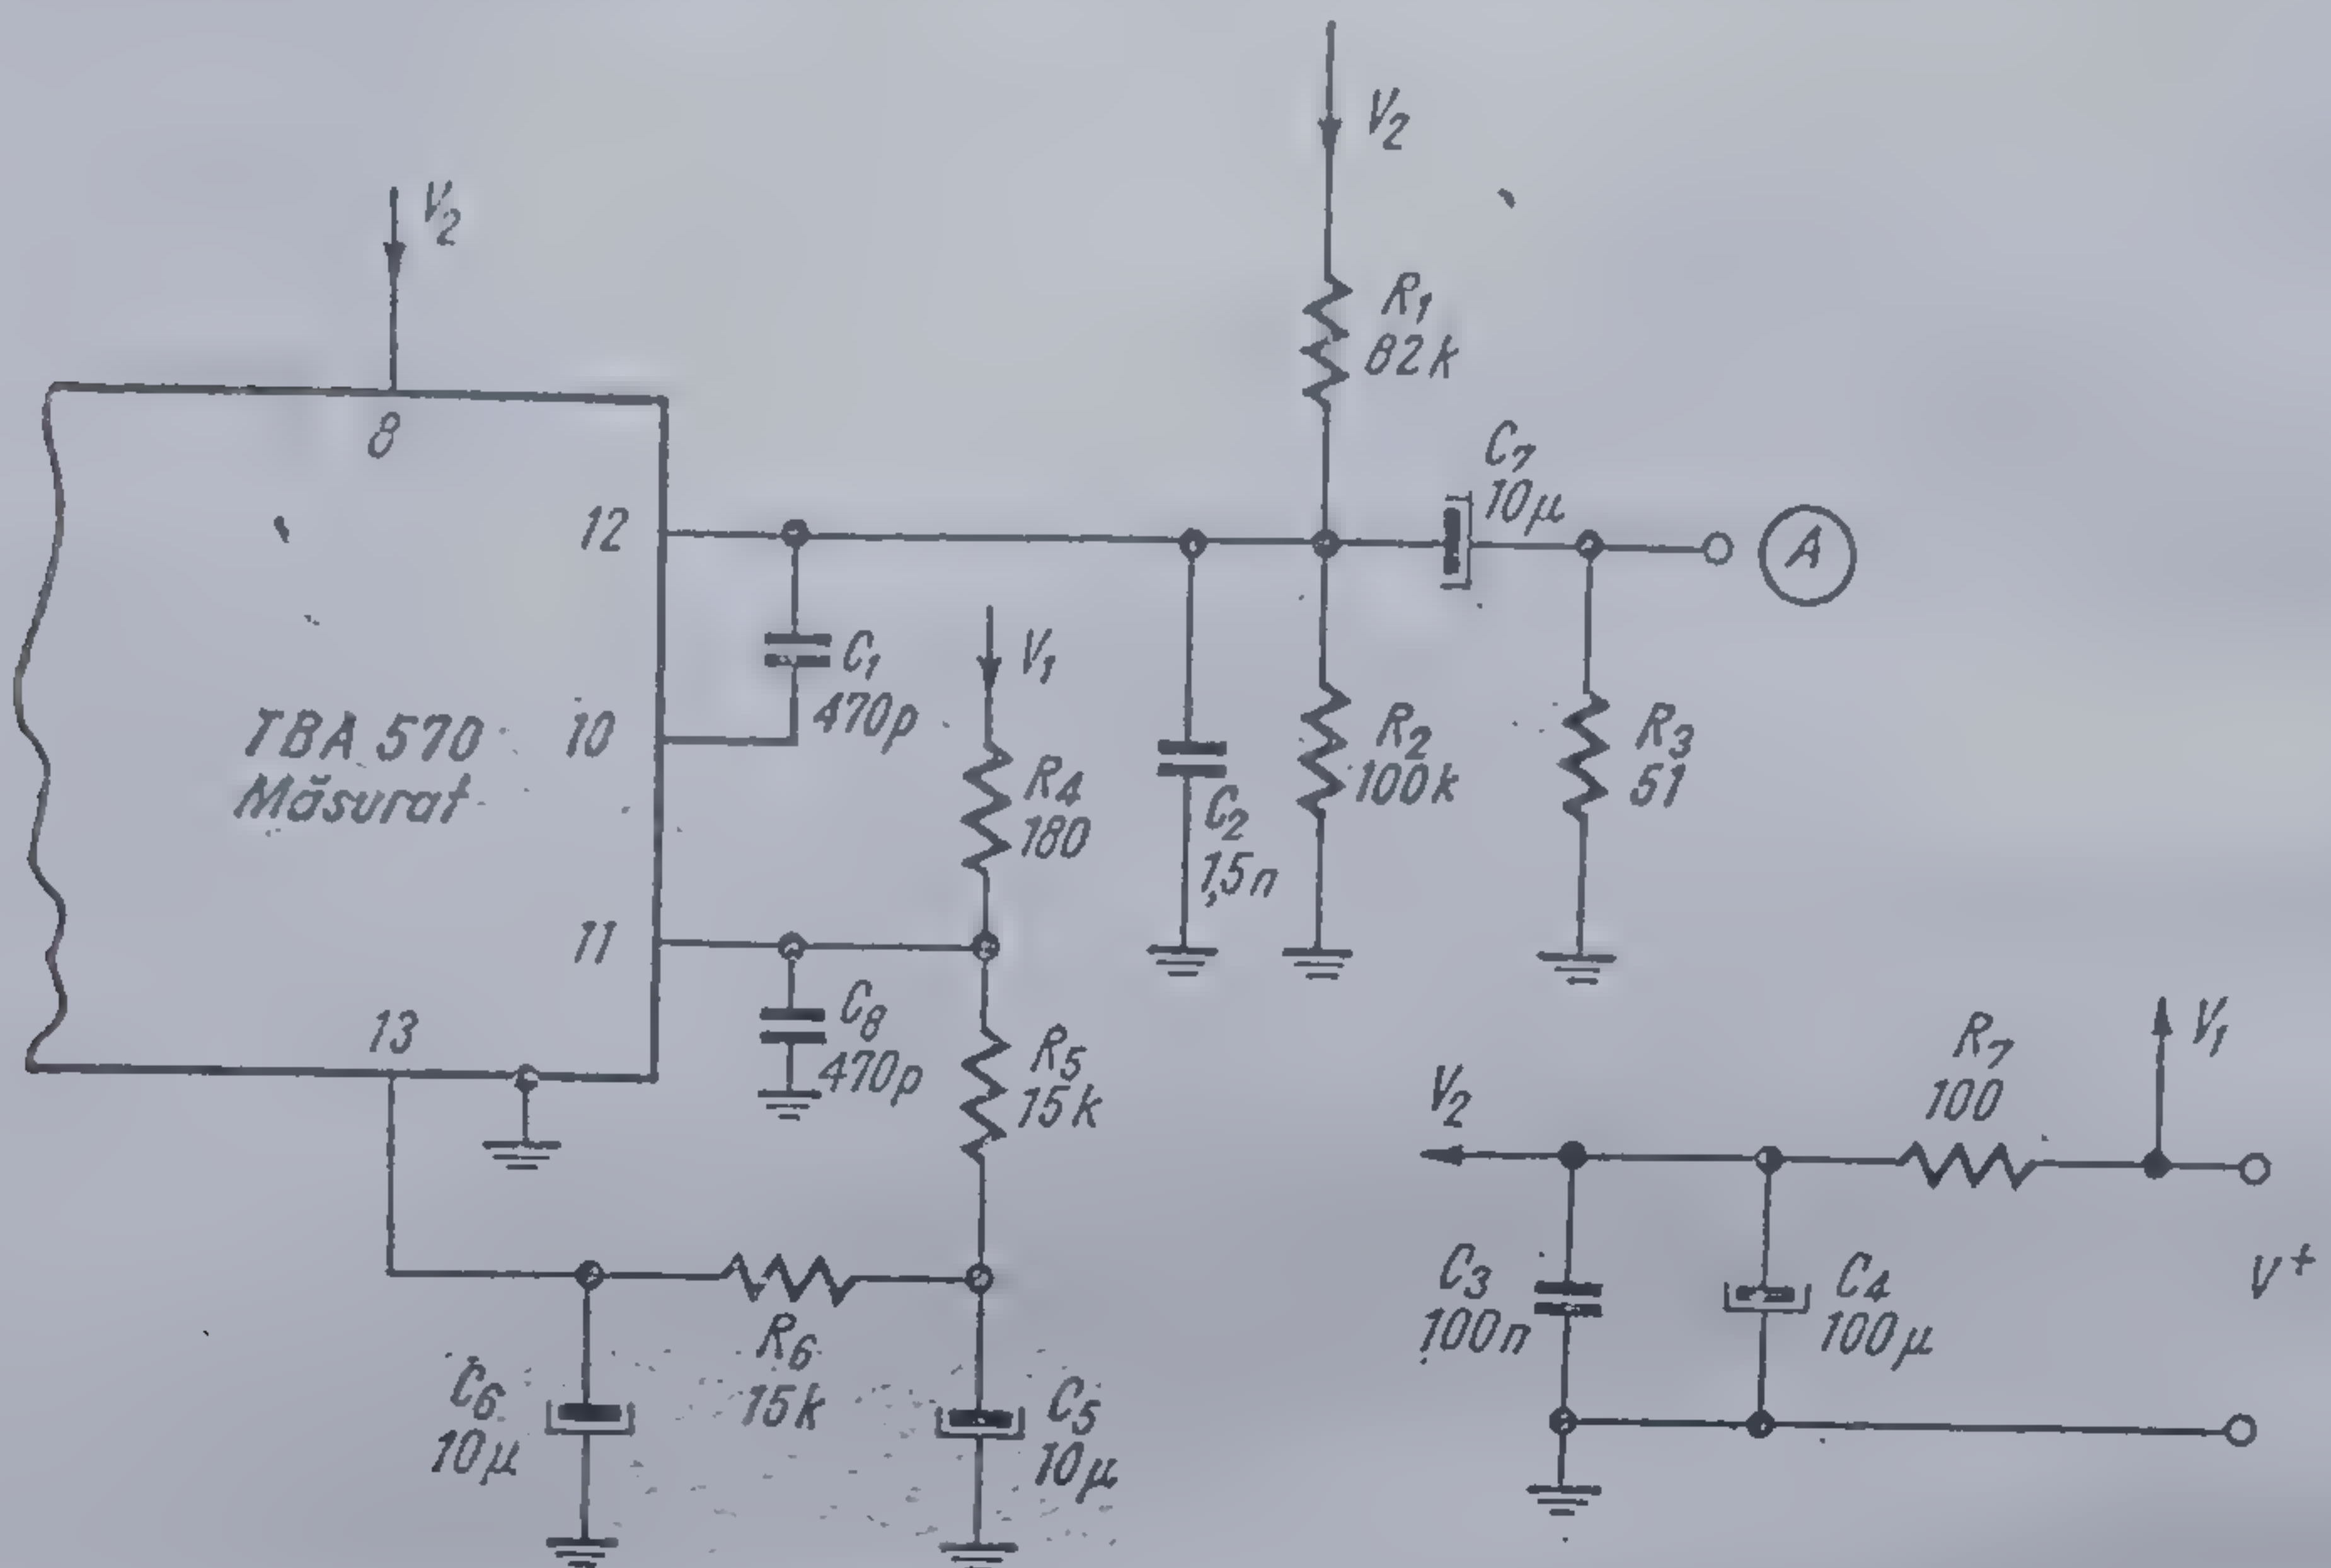 V2
V2
R1
82k
8
C7
10µ
12
A
C1
470p
V1
TBA 570
Măsurat
10
R4
180
R2
100k
R3
51
C2
1,5n
11
C8
470p
13
R5
15k
R7
100
V1
V2
C3
100n
C4
100µ
V+
R6
15k
C6
10µ
C5
10µ